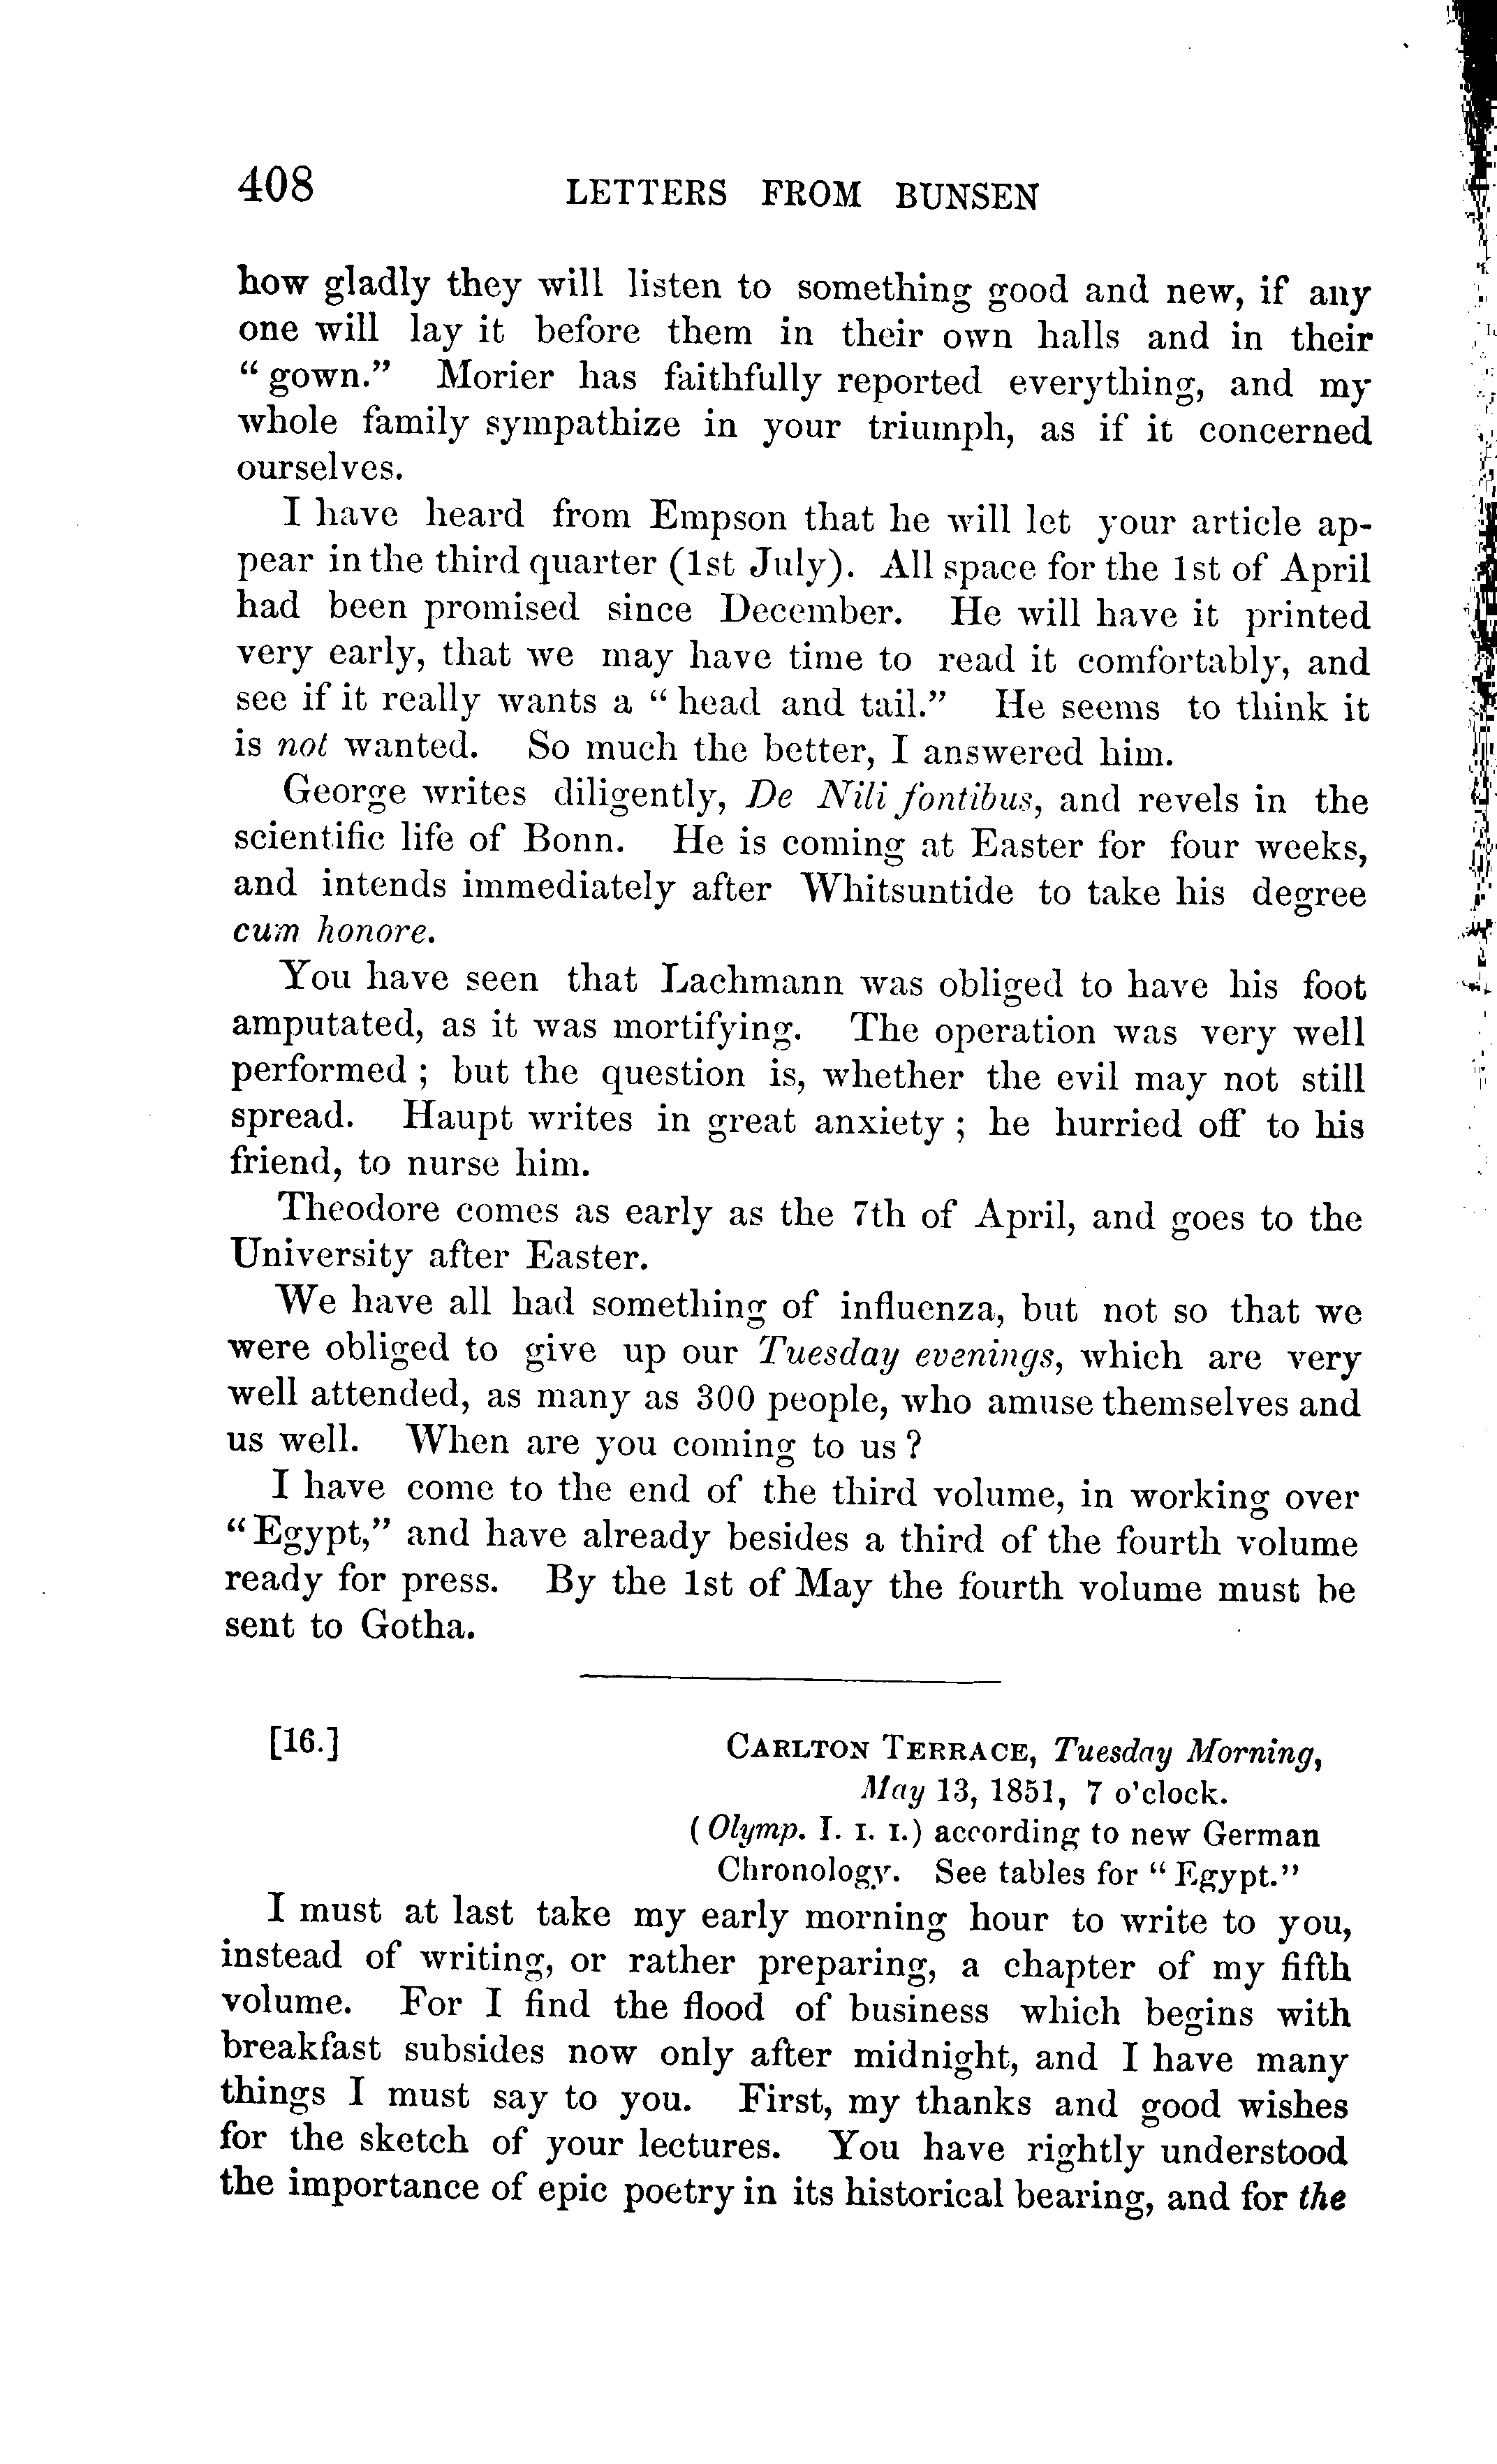 408 LETTERS FROM BUNSEN
how gladly they will listen to something good and new, if any
one will lay it before them in their own halls and in their
“gown.” Morier has faithfully reported everything, and my
whole family sympathize in your triumph, as if it concerned
ourselves.
I have heard from Empson that he will let your article ap-
pear in the third quarter (1st July). All space for the 1st of April
had been promised since December. He will have it printed
very early, that we may have time to read it comfortably, and
see if it really wants a “head and tail.” He seems to think it
is not wanted. So much the better, I answered him.
George writes diligently, De Nili fontibus, and revels in the
scientific life of Bonn. He is coming at Easter for four weeks,
and intends immediately after Whitsuntide to take his degree
cum honore.
You have seen that Lachmann was obliged to have his foot
amputated, as it was mortifying. The operation was very well
performed; but the question is, whether the evil may not still
spread. Haupt writes in great anxiety; he hurried off to his
friend, to nurse him.
Theodore comes as early as the 7th of April, and goes to the
University after Easter.
We have all had something of influenza, but not so that we
were obliged to give up our Tuesday evenings, which are very
well attended, as many as 300 people, who amuse themselves and
us well. When are you coming to us?
I have come to the end of the third volume, in working over
“Egypt,” and have already besides a third of the fourth volume
ready for press. By the 1st of May the fourth volume must be
sent to Gotha.
[16.] CARLTON TERRACE, Tuesday Morning,
May 13, 1851, 7 o'clock.
(Olymp. I. I. I.) according to new German
Chronology. See tables for “Egypt.”
I must at last take my early morning hour to write to you,
instead of writing, or rather preparing, a chapter of my fifth
volume. For I find the flood of business which begins with
breakfast subsides now only after midnight, and I have many
things I must say to you. First, my thanks and good wishes
for the sketch of your lectures. You have rightly understood
the importance of epic poetry in its historical bearing, and for the